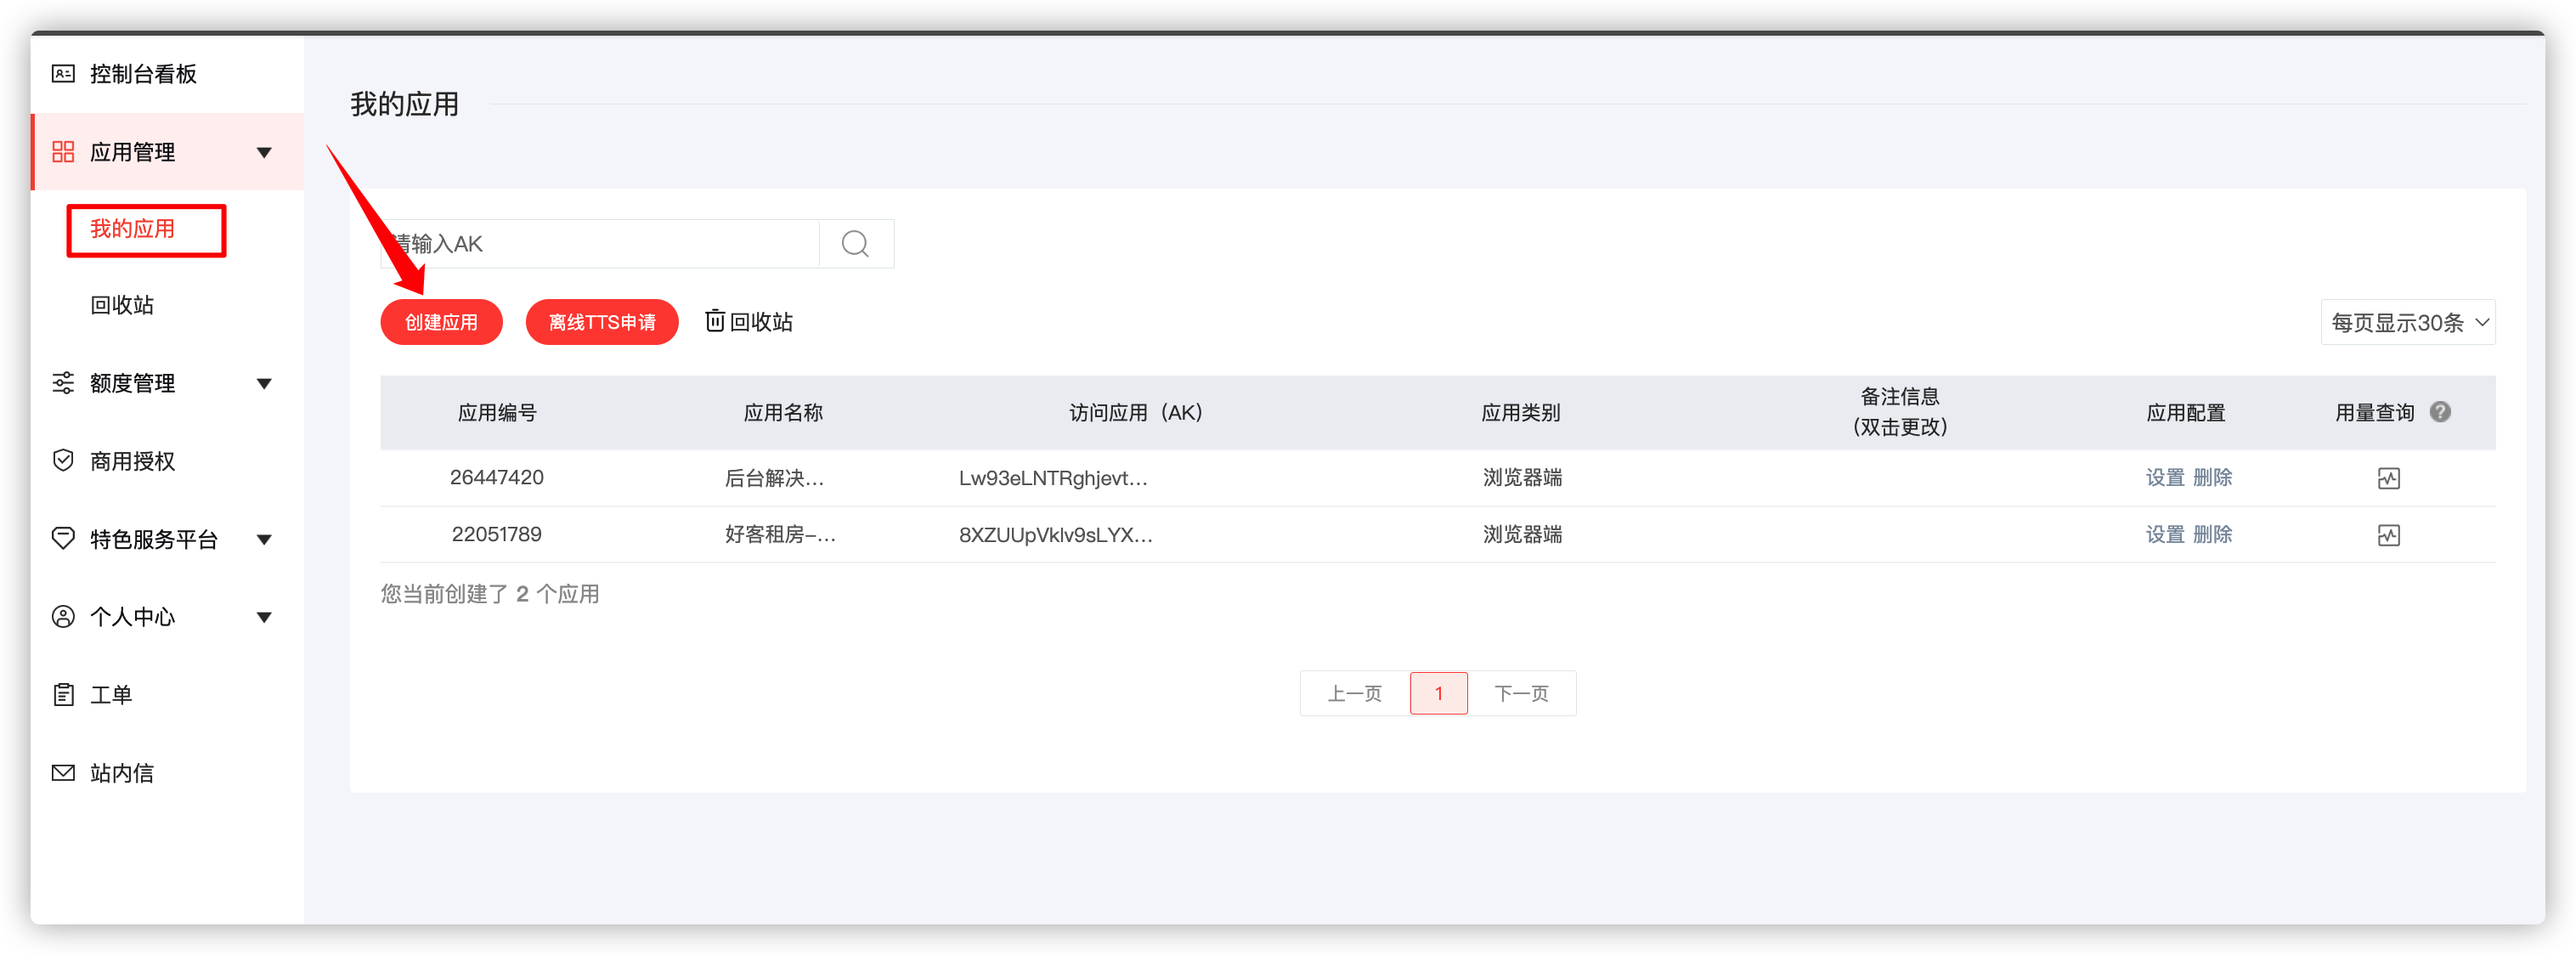 控制台看板
应用管理
我的应用
回收站
额度管理
商用授权
特色服务平台
个人中心
工单
站内信
我的应用
请输入AK
创建应用 离线TTS申请 回收站 每页显示30条
应用编号 应用名称 访问应用（AK） 应用类别 备注信息（双击更改） 应用配置 用量查询 ?
26447420 后台解决... Lw93eLNTRghjevt... 浏览器端 设置 删除
22051789 好客租房-... 8XZUUpVklv9sLYX... 浏览器端 设置 删除
您当前创建了 2 个应用
上一页 1 下一页